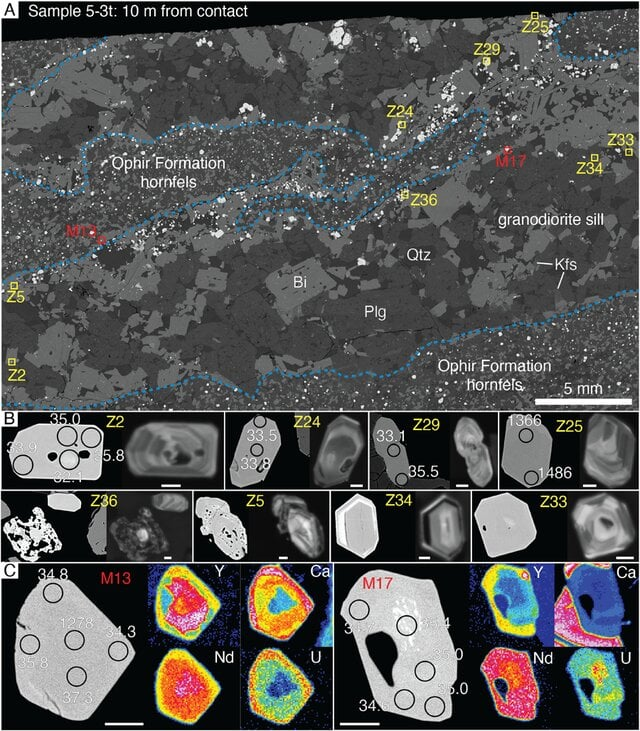 A Sample 5-3t: 10 m from contact
Z25
Z29
Z24
Z33
M17
Z34
Ophir Formation
hornfels
Z36
granodiorite sill
M13
Qtz
Kfs
Z5
Bi
Plg
Z2
Ophir Formation
hornfels
5 mm
B
35.0
Z2
33.9
5.8
Z24
33.5
33.8
Z29
33.1
35.5
1366
Z25
1486
Z36
Z5
Z34
Z33
C
34.8
M13
1278
34.3
35.8
37.3
Y
Ca
Nd
U
M17
35.0
34.
Y
Ca
Nd
U